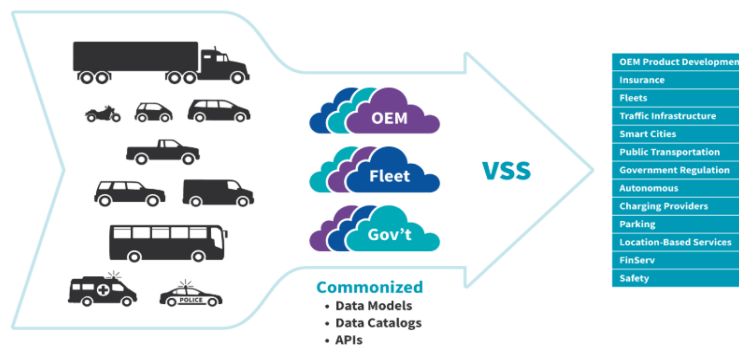 OEM
Fleet
Gov't
POLICE
Commonized
• Data Models
• Data Catalogs
• APIs
VSS
OEM Product Developmen
Insurance
Fleets
Traffic Infrastructure
Smart Cities
Public Transportation
Government Regulation
Autonomous
Charging Providers
Parking
Location-Based Services
FinServ
Safety